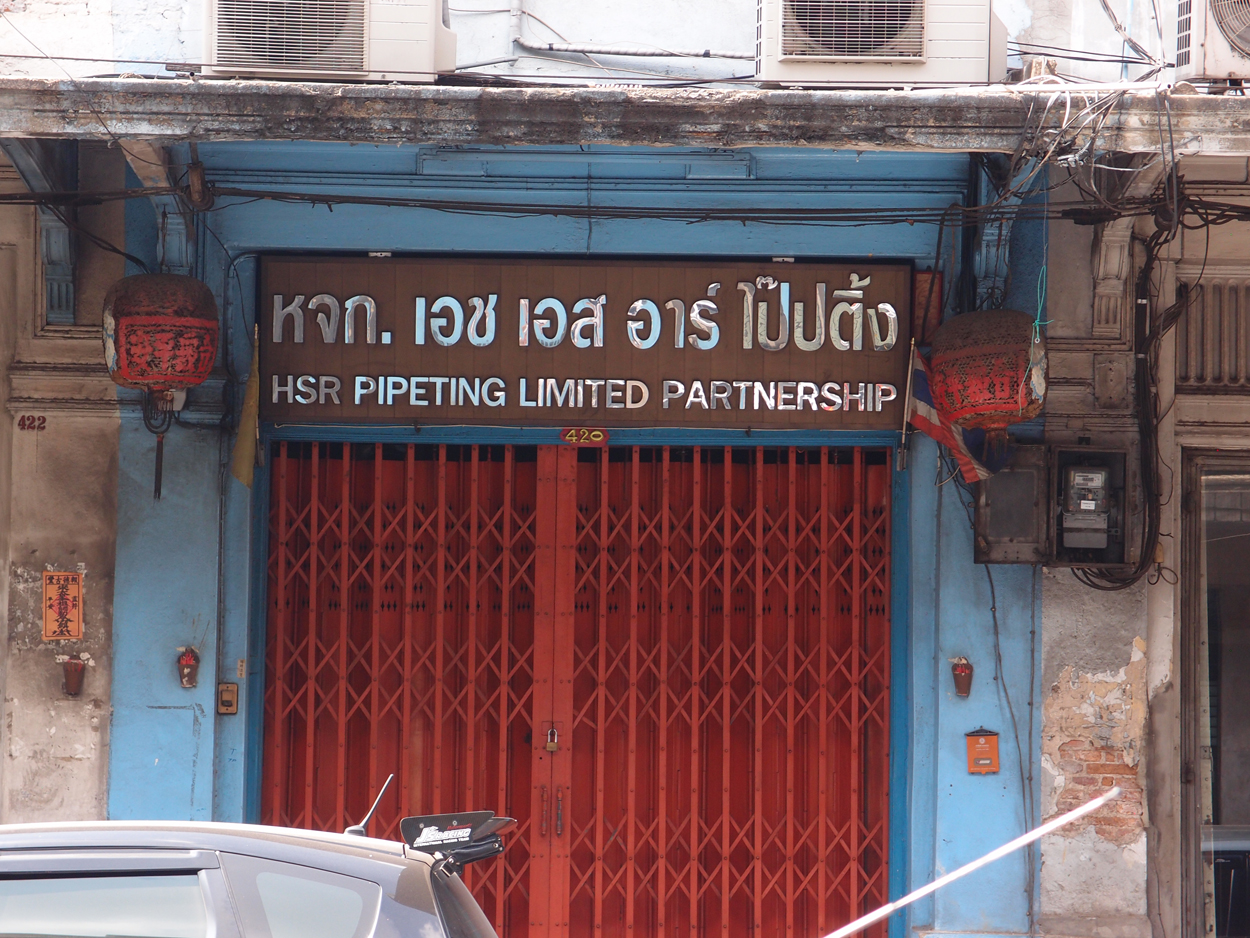 หจก. เอช เอส อาร์ ไป๊ปติ้ง
HSR PIPETING LIMITED PARTNERSHIP
420
422